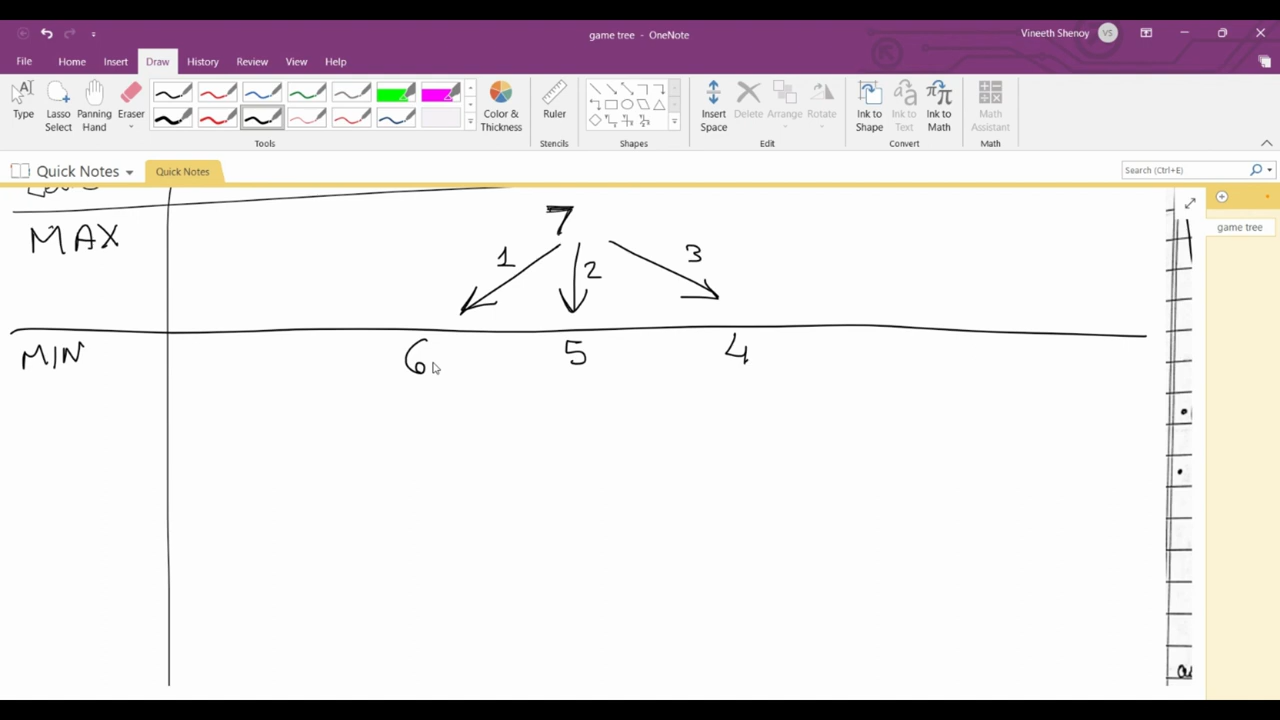 game tree - OneNote
Vineeth Shenoy
VS
File Home Insert Draw History Review View Help
Type
Lasso Select
Panning Hand
Eraser
Color & Thickness
Ruler
Insert Space
Delete
Arrange
Rotate
Ink to Shape
Ink to Text
Ink to Math
Math Assistant
Tools
Stencils
Shapes
Edit
Convert
Math
Quick Notes
Quick Notes
Search (Ctrl+E)
game tree
MAX
7
1 2 3
MIN
6 5 4